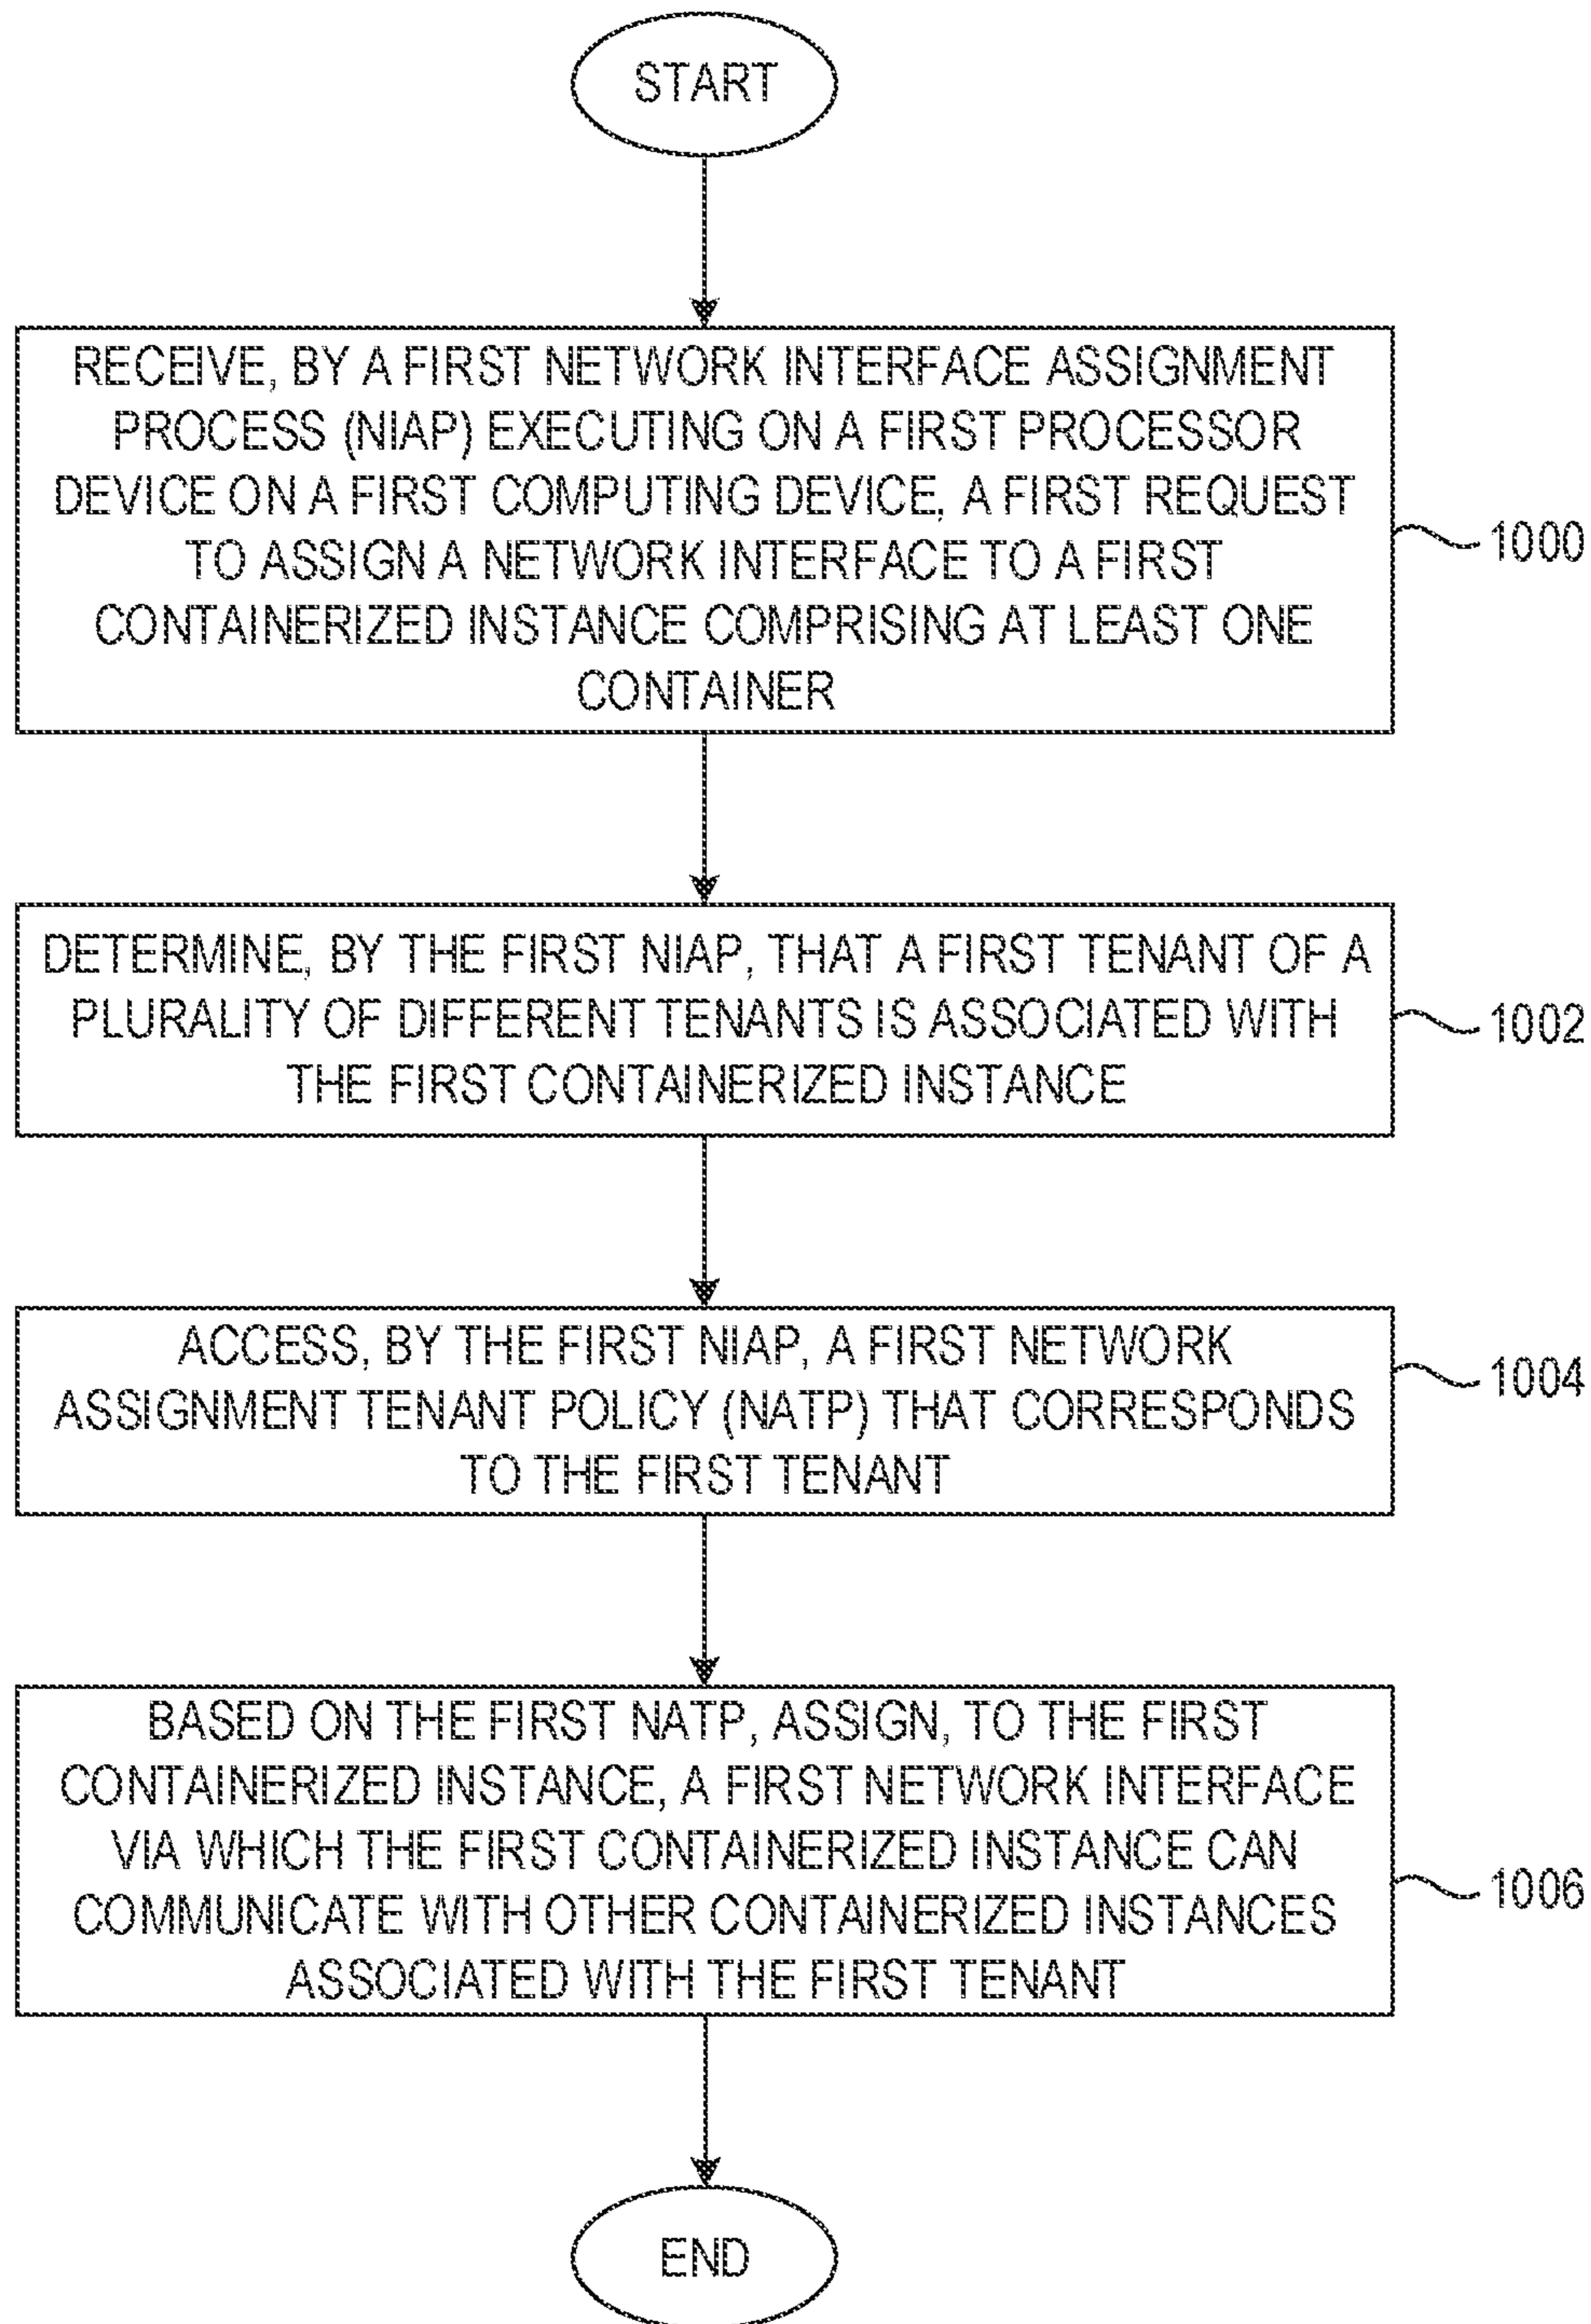 START
RECEIVE, BY A FIRST NETWORK INTERFACE ASSIGNMENT
PROCESS (NIAP) EXECUTING ON A FIRST PROCESSOR
DEVICE ON A FIRST COMPUTING DEVICE, A FIRST REQUEST
TO ASSIGN A NETWORK INTERFACE TO A FIRST
CONTAINERIZED INSTANCE COMPRISING AT LEAST ONE
CONTAINER
1000
DETERMINE, BY THE FIRST NIAP, THAT A FIRST TENANT OF A
PLURALITY OF DIFFERENT TENANTS IS ASSOCIATED WITH
THE FIRST CONTAINERIZED INSTANCE
1002
ACCESS, BY THE FIRST NIAP, A FIRST NETWORK
ASSIGNMENT TENANT POLICY (NATP) THAT CORRESPONDS
TO THE FIRST TENANT
1004
BASED ON THE FIRST NATP, ASSIGN, TO THE FIRST
CONTAINERIZED INSTANCE, A FIRST NETWORK INTERFACE
VIA WHICH THE FIRST CONTAINERIZED INSTANCE CAN
COMMUNICATE WITH OTHER CONTAINERIZED INSTANCES
ASSOCIATED WITH THE FIRST TENANT
1006
END